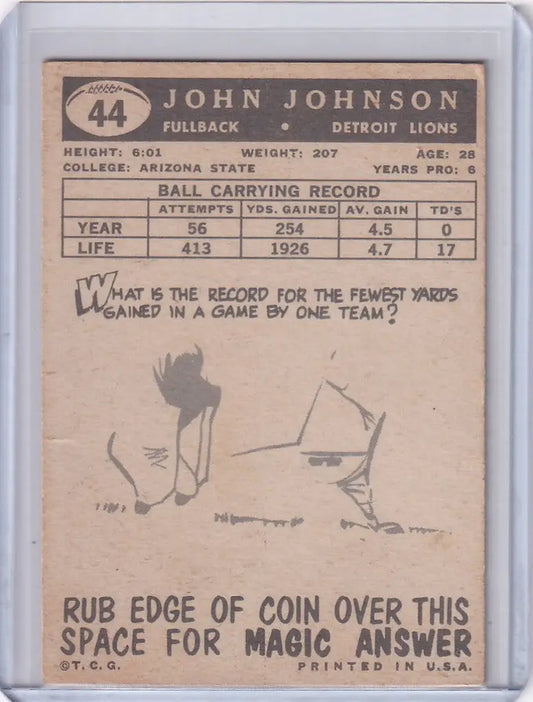 44
JOHN JOHNSON
FULLBACK • DETROIT LIONS
HEIGHT: 6:01 WEIGHT: 207 AGE: 28
COLLEGE: ARIZONA STATE YEARS PRO: 6
BALL CARRYING RECORD
ATTEMPTS YDS. GAINED AV. GAIN TD'S
YEAR 56 254 4.5 0
LIFE 413 1926 4.7 17
WHAT IS THE RECORD FOR THE FEWEST YARDS
GAINED IN A GAME BY ONE TEAM?
RUB EDGE OF COIN OVER THIS
SPACE FOR MAGIC ANSWER
©T.C.G. PRINTED IN U.S.A.